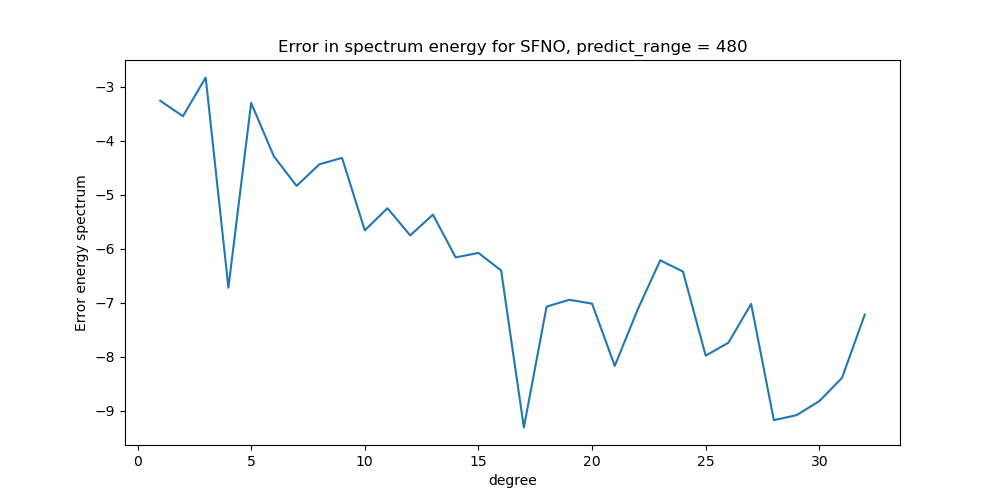 Error in spectrum energy for SFNO, predict_range = 480
Error energy spectrum
−3
−4
−5
−6
−7
−8
−9
0 5 10 15 20 25 30
degree